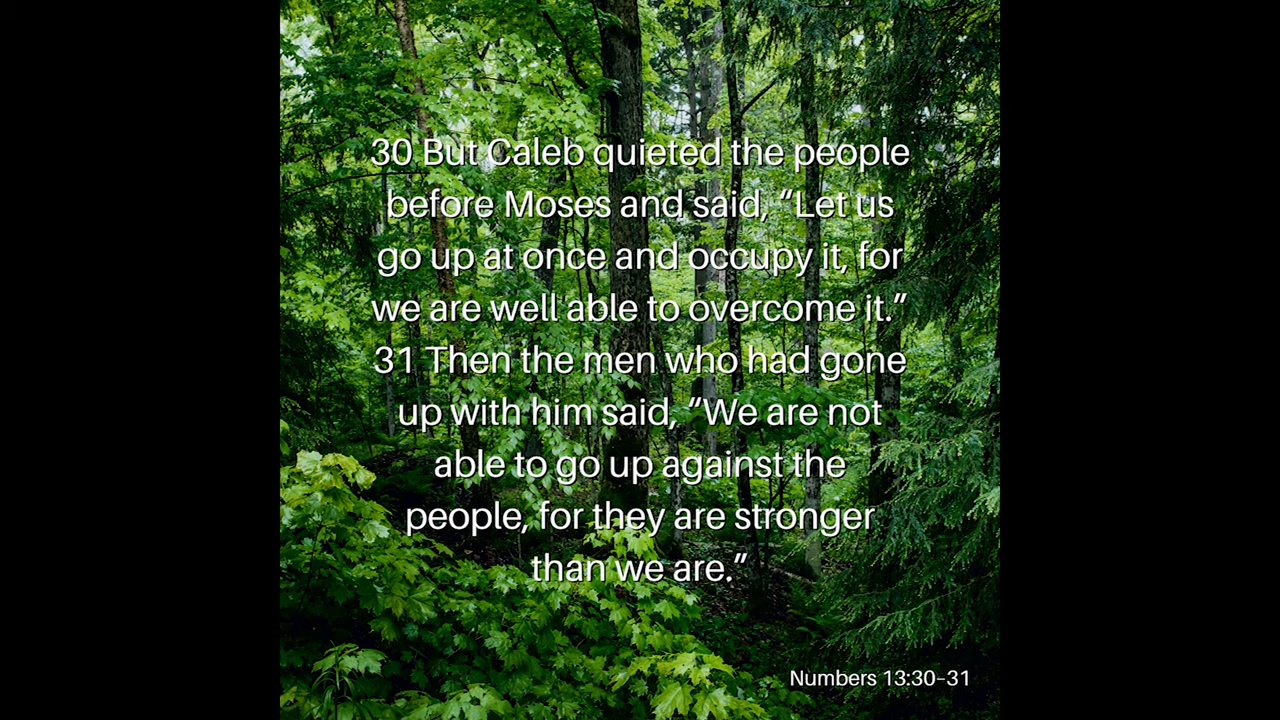 30 But Caleb quieted the people
before Moses and said, “Let us
go up at once and occupy it, for
we are well able to overcome it.”
31 Then the men who had gone
up with him said, “We are not
able to go up against the
people, for they are stronger
than we are.”
Numbers 13:30–31